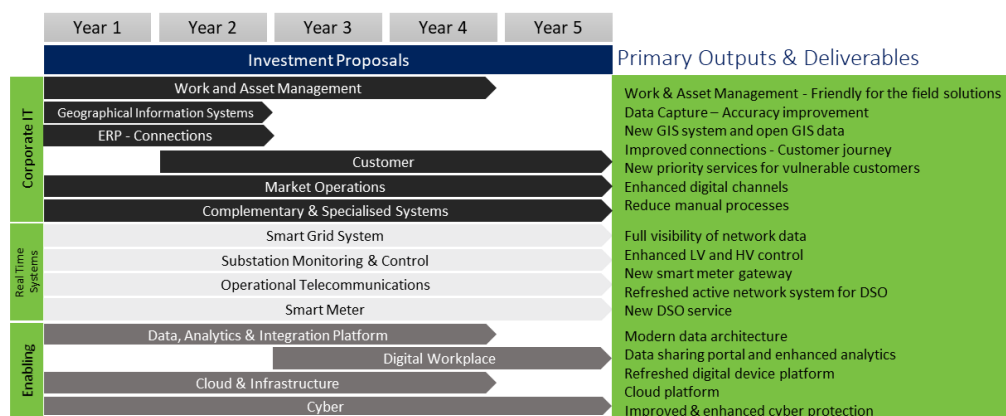 Year 1
Year 2
Year 3
Year 4
Year 5
Investment Proposals
Primary Outputs & Deliverables
Corporate IT
Work and Asset Management
Geographical Information Systems
ERP - Connections
Customer
Market Operations
Complementary & Specialised Systems
Work & Asset Management - Friendly for the field solutions
Data Capture – Accuracy improvement
New GIS system and open GIS data
Improved connections - Customer journey
New priority services for vulnerable customers
Enhanced digital channels
Reduce manual processes
Real Time
Systems
Smart Grid System
Substation Monitoring & Control
Operational Telecommunications
Smart Meter
Full visibility of network data
Enhanced LV and HV control
New smart meter gateway
Refreshed active network system for DSO
New DSO service
Enabling
Data, Analytics & Integration Platform
Digital Workplace
Cloud & Infrastructure
Cyber
Modern data architecture
Data sharing portal and enhanced analytics
Refreshed digital device platform
Cloud platform
Improved & enhanced cyber protection